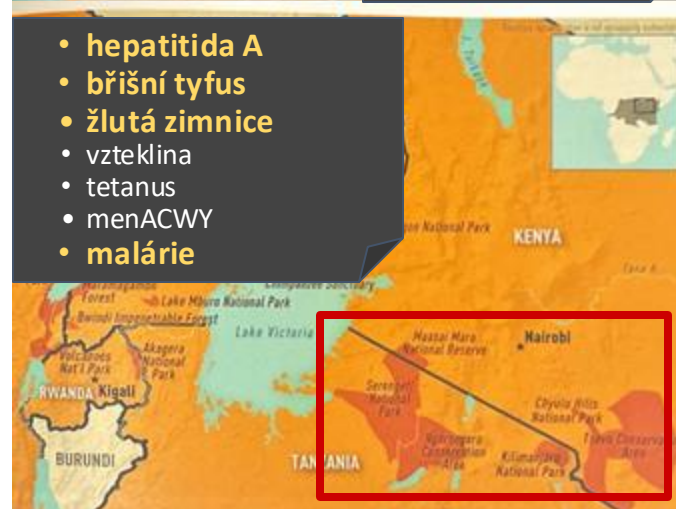 • hepatitida A
• břišní tyfus
• žlutá zimnice
• vzteklina
• tetanus
• menACWY
• malárie
National Park
KENYA
Forest
Lake Mburo National Park
Bwindi Impenetrable Forest
Lake Victoria
Maasai Mara
National Reserve
Nairobi
Volcanoes
Nat'l Park
Akagera
National
Park
RWANDA
Kigali
Serengeti
National
Park
Chyulu Hills
National Park
Tsavo Conservation
Area
Ngorongoro
Conservation
Area
Kilimanjaro
National Park
BURUNDI
TANZANIA